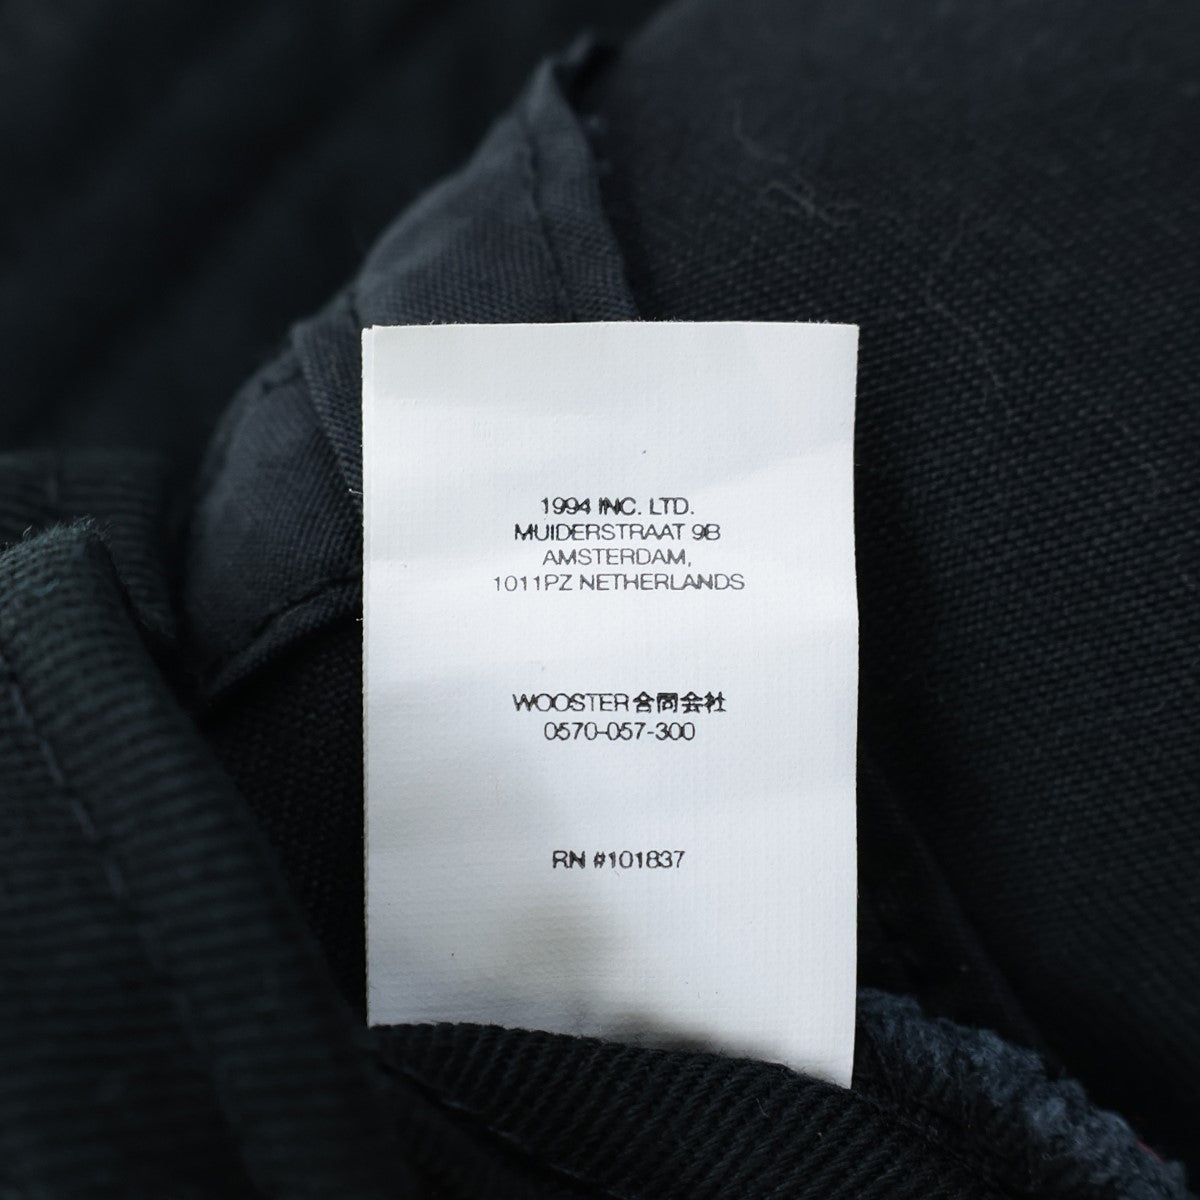 1994 INC. LTD.
MUIDERSTRAAT 9B
AMSTERDAM,
1011PZ NETHERLANDS
WOOSTER合同会社
0570-057-300
RN #101837